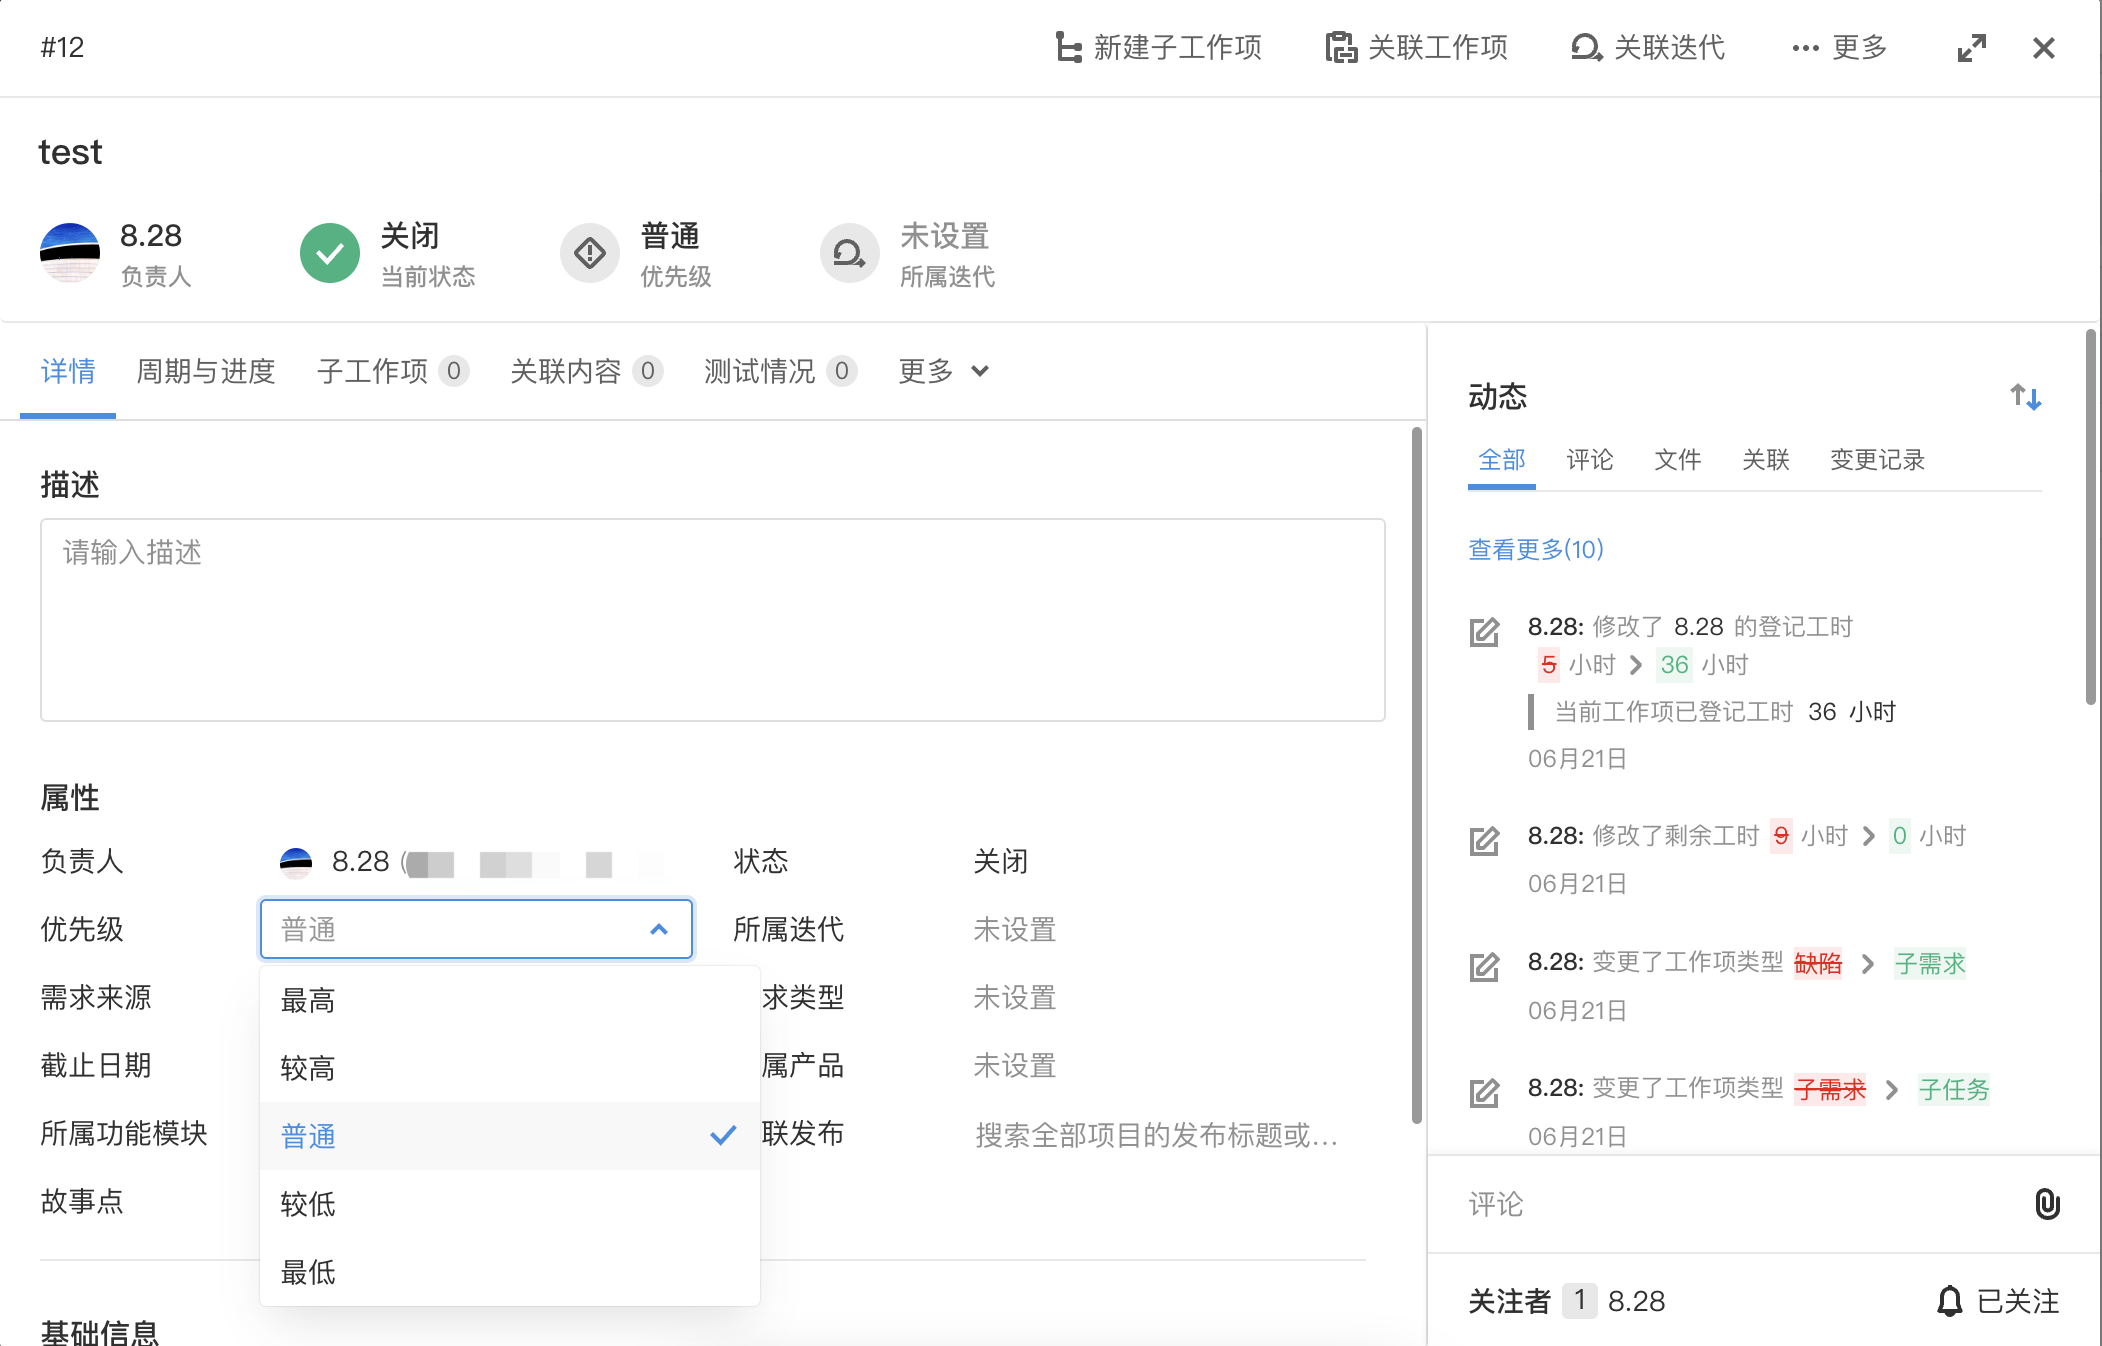 #12
新建子工作项
关联工作项
关联迭代
更多
test
8.28
负责人
关闭
当前状态
普通
优先级
未设置
所属迭代
详情
周期与进度
子工作项 0
关联内容 0
测试情况 0
更多
描述
请输入描述
属性
负责人
8.28 (
状态
关闭
优先级
普通
所属迭代
未设置
需求来源
求类型
未设置
截止日期
属产品
未设置
所属功能模块
联发布
搜索全部项目的发布标题或...
故事点
最高
较高
普通
较低
最低
基础信息
动态
全部
评论
文件
关联
变更记录
查看更多(10)
8.28: 修改了 8.28 的登记工时
5 小时 > 36 小时
当前工作项已登记工时 36 小时
06月21日
8.28: 修改了剩余工时 9 小时 > 0 小时
06月21日
8.28: 变更了工作项类型 缺陷 > 子需求
06月21日
8.28: 变更了工作项类型 子需求 > 子任务
06月21日
评论
关注者 1 8.28
已关注